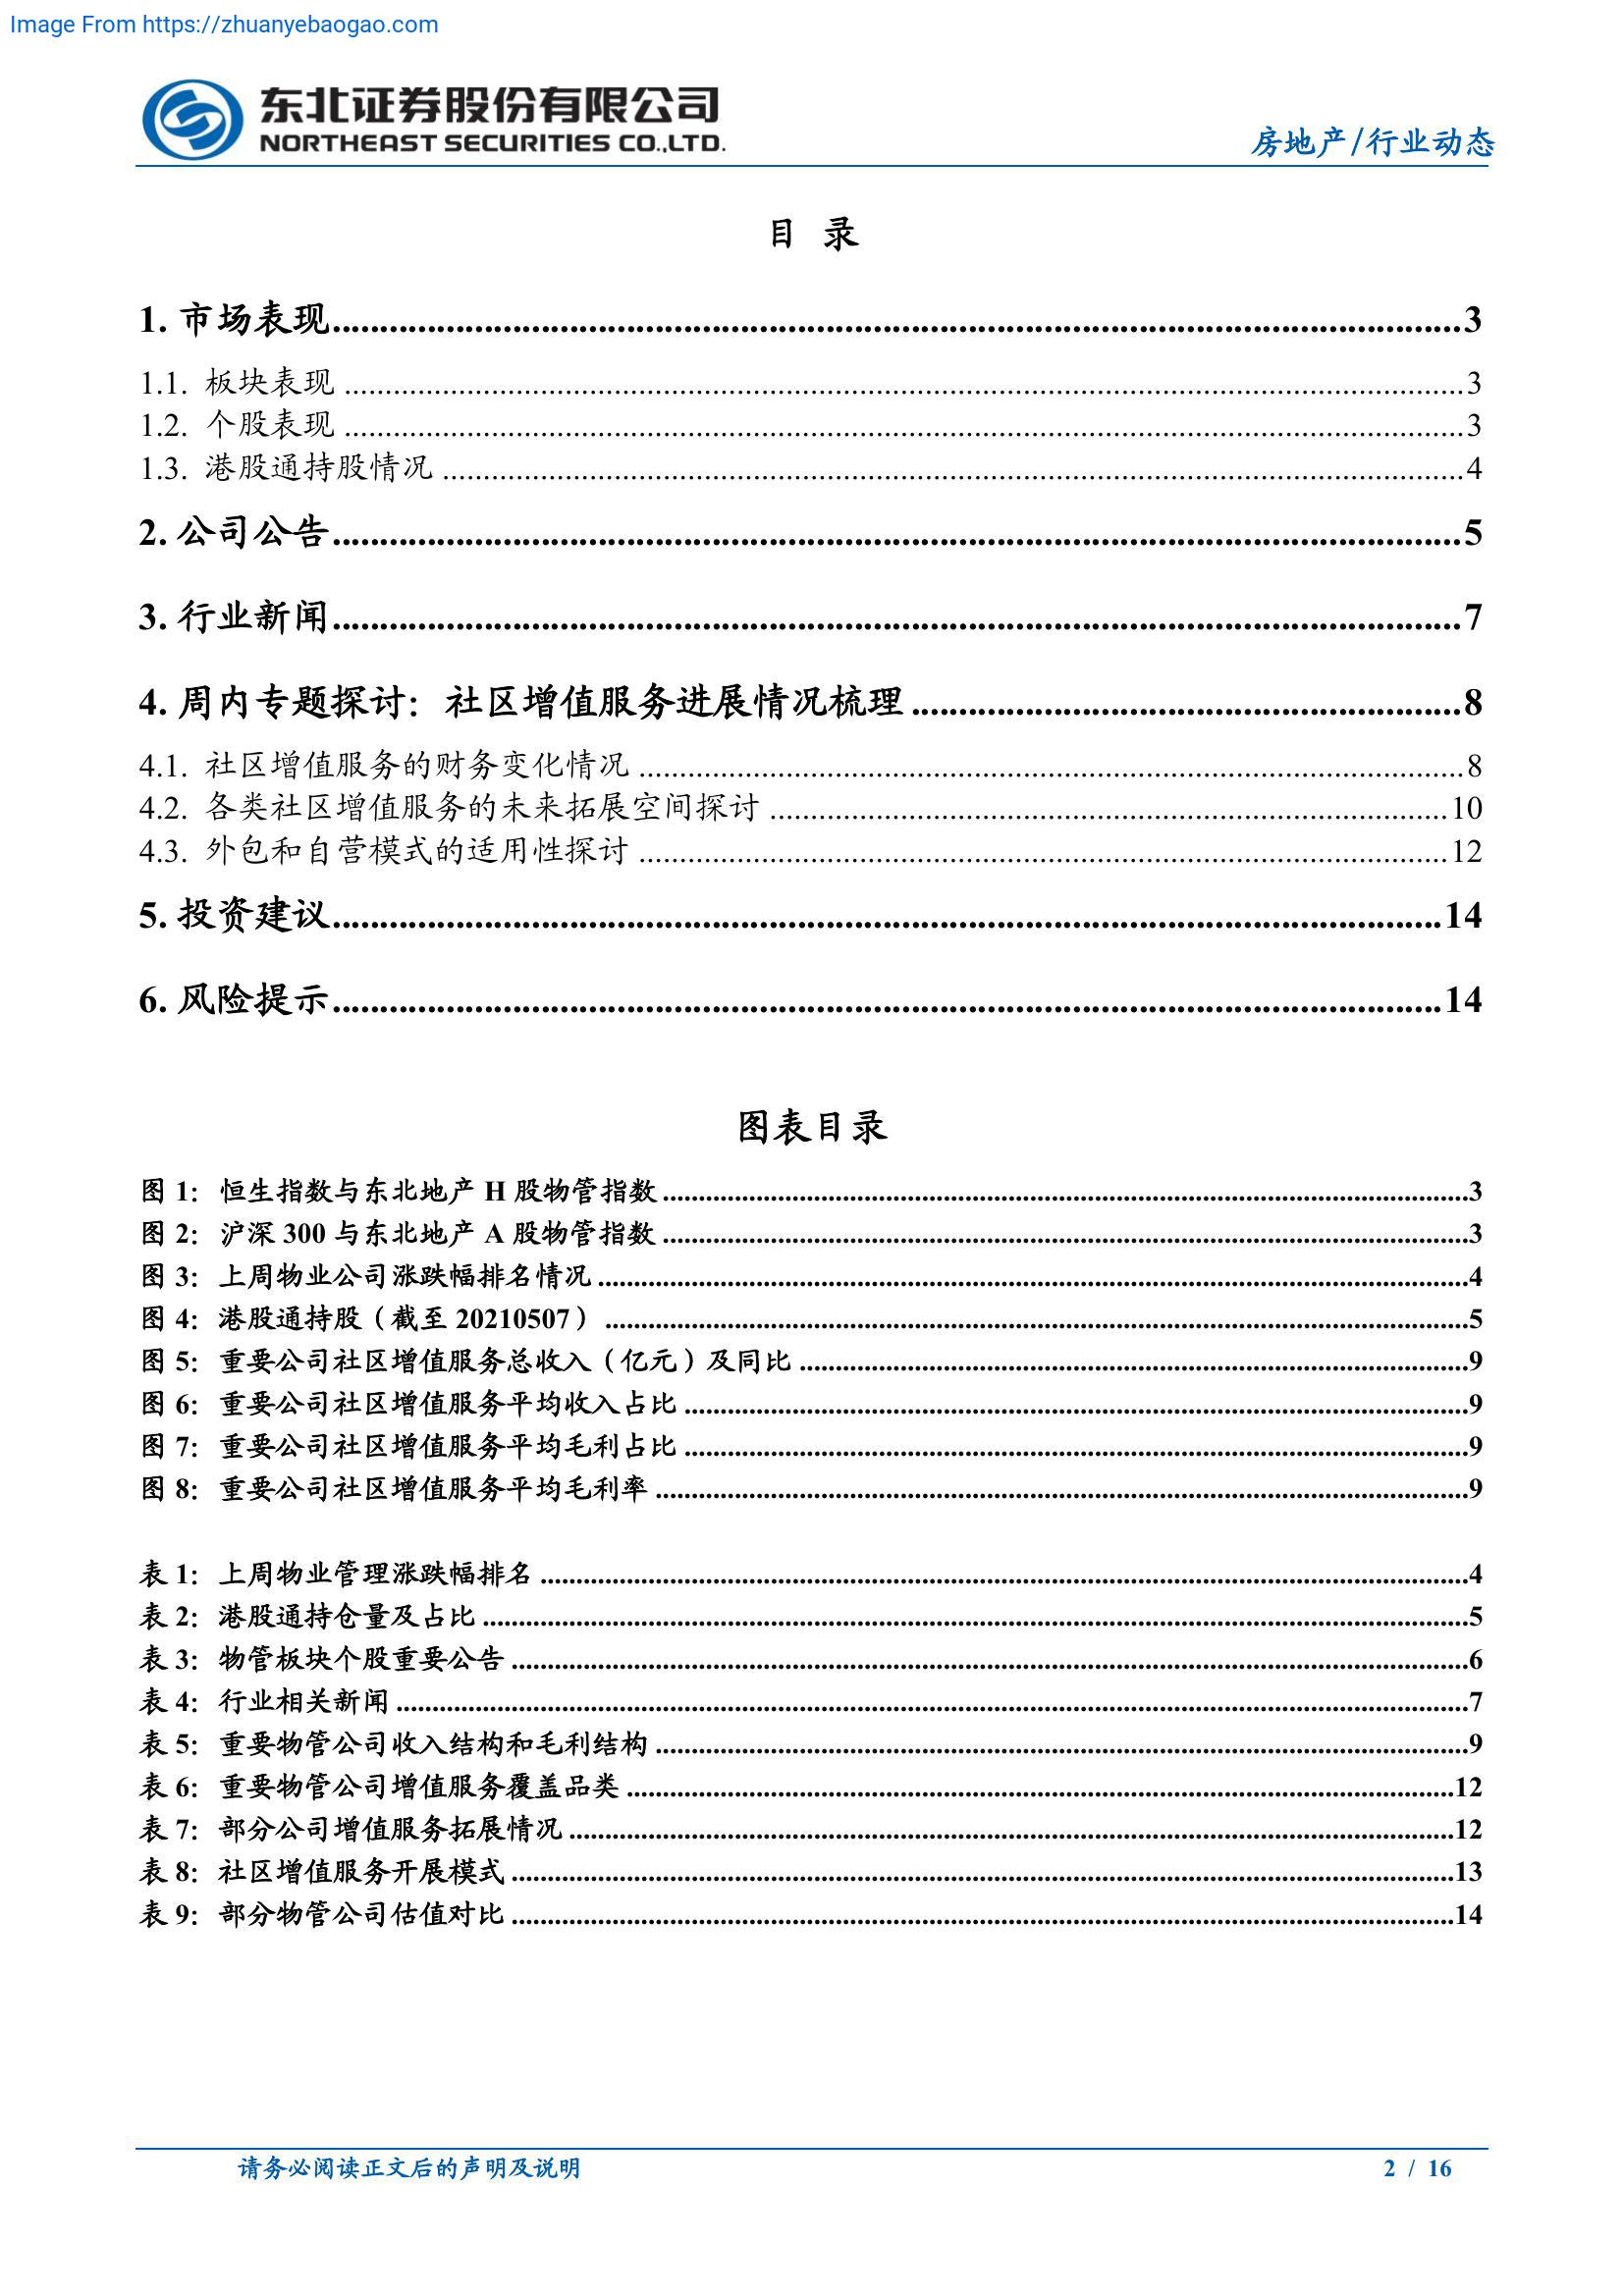 Image From https://zhuanyebaogao.com
东北证券股份有限公司
NORTHEAST SECURITIES CO.,LTD.
房地产/行业动态
目 录
1. 市场表现 3
1.1. 板块表现 3
1.2. 个股表现 3
1.3. 港股通持股情况 4
2. 公司公告 5
3. 行业新闻 7
4. 周内专题探讨：社区增值服务进展情况梳理 8
4.1. 社区增值服务的财务变化情况 8
4.2. 各类社区增值服务的未来拓展空间探讨 10
4.3. 外包和自营模式的适用性探讨 12
5. 投资建议 14
6. 风险提示 14
图表目录
图 1：恒生指数与东北地产 H 股物管指数 3
图 2：沪深 300 与东北地产 A 股物管指数 3
图 3：上周物业公司涨跌幅排名情况 4
图 4：港股通持股（截至 20210507） 5
图 5：重要公司社区增值服务总收入（亿元）及同比 9
图 6：重要公司社区增值服务平均收入占比 9
图 7：重要公司社区增值服务平均毛利占比 9
图 8：重要公司社区增值服务平均毛利率 9
表 1：上周物业管理涨跌幅排名 4
表 2：港股通持仓量及占比 5
表 3：物管板块个股重要公告 6
表 4：行业相关新闻 7
表 5：重要物管公司收入结构和毛利结构 9
表 6：重要物管公司增值服务覆盖品类 12
表 7：部分公司增值服务拓展情况 12
表 8：社区增值服务开展模式 13
表 9：部分物管公司估值对比 14
请务必阅读正文后的声明及说明
2 / 16